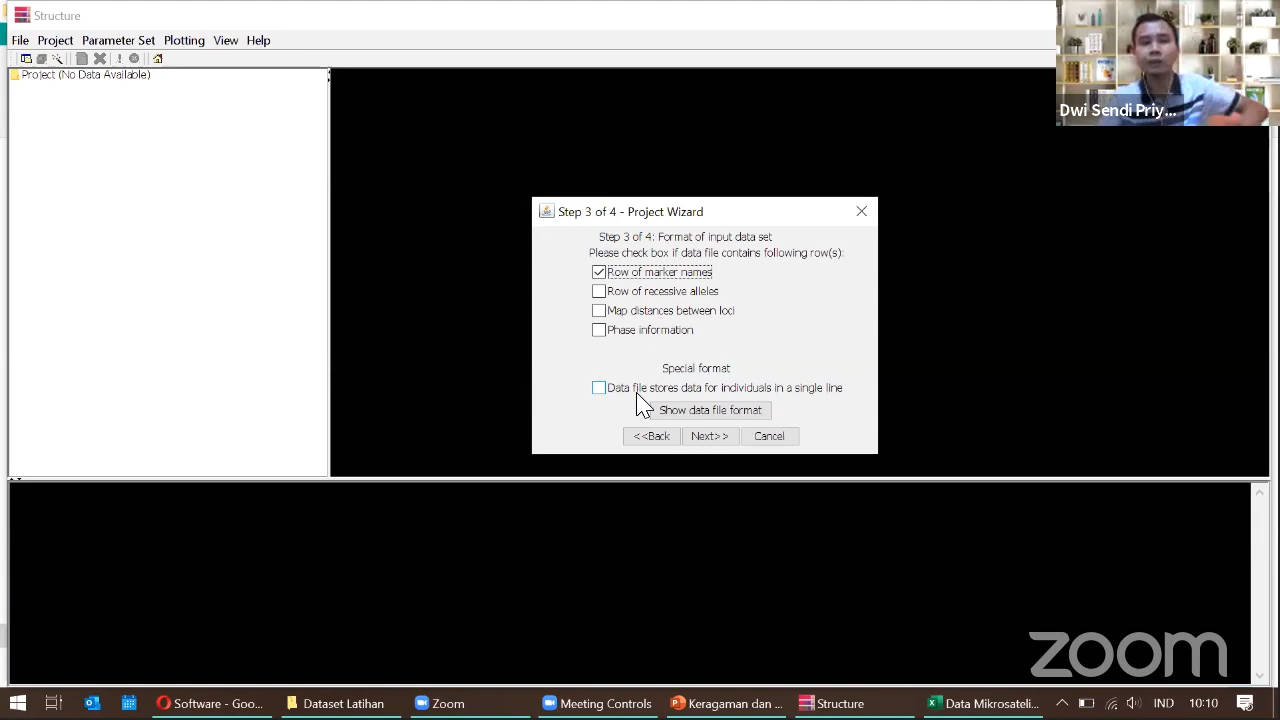 Structure
File Project Parameter Set Plotting View Help
Project (No Data Available)
Dwi Sendi Priy...
Step 3 of 4 - Project Wizard
Step 3 of 4: Format of input data set
Please check box if data file contains following row(s):
Row of marker names
Row of recessive alleles
Map distances between loci
Phase information
Special format
Data file stores data for individuals in a single line
Show data file format
<<Back Next>> Cancel
zoom
Software - Goo... Dataset Latihan Zoom Meeting Controls Keragaman dan ... Structure Data Mikrosateli... IND 10:10